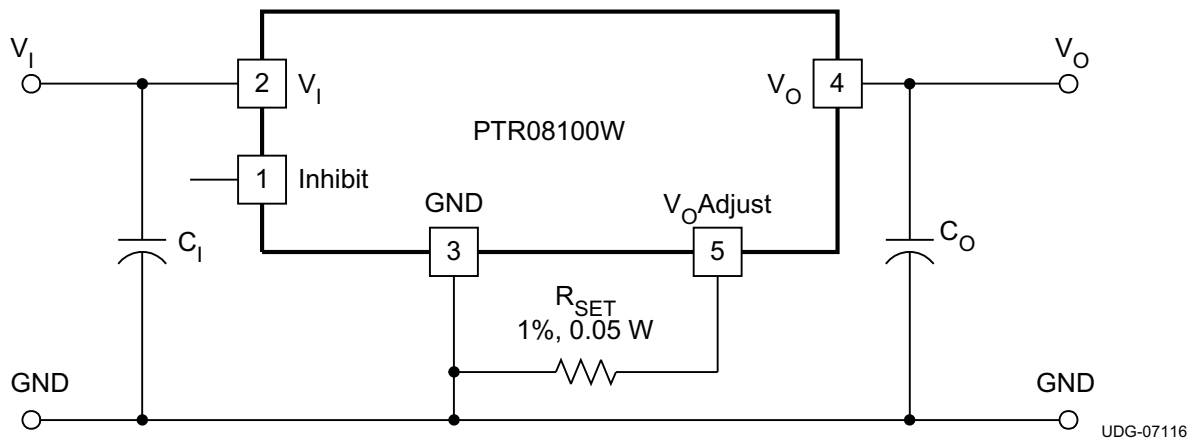 V_I
V_O
2
V_I
V_O
4
PTR08100W
1
Inhibit
GND
V_O Adjust
3
5
C_I
C_O
R_SET
1%, 0.05 W
GND
GND
UDG-07116